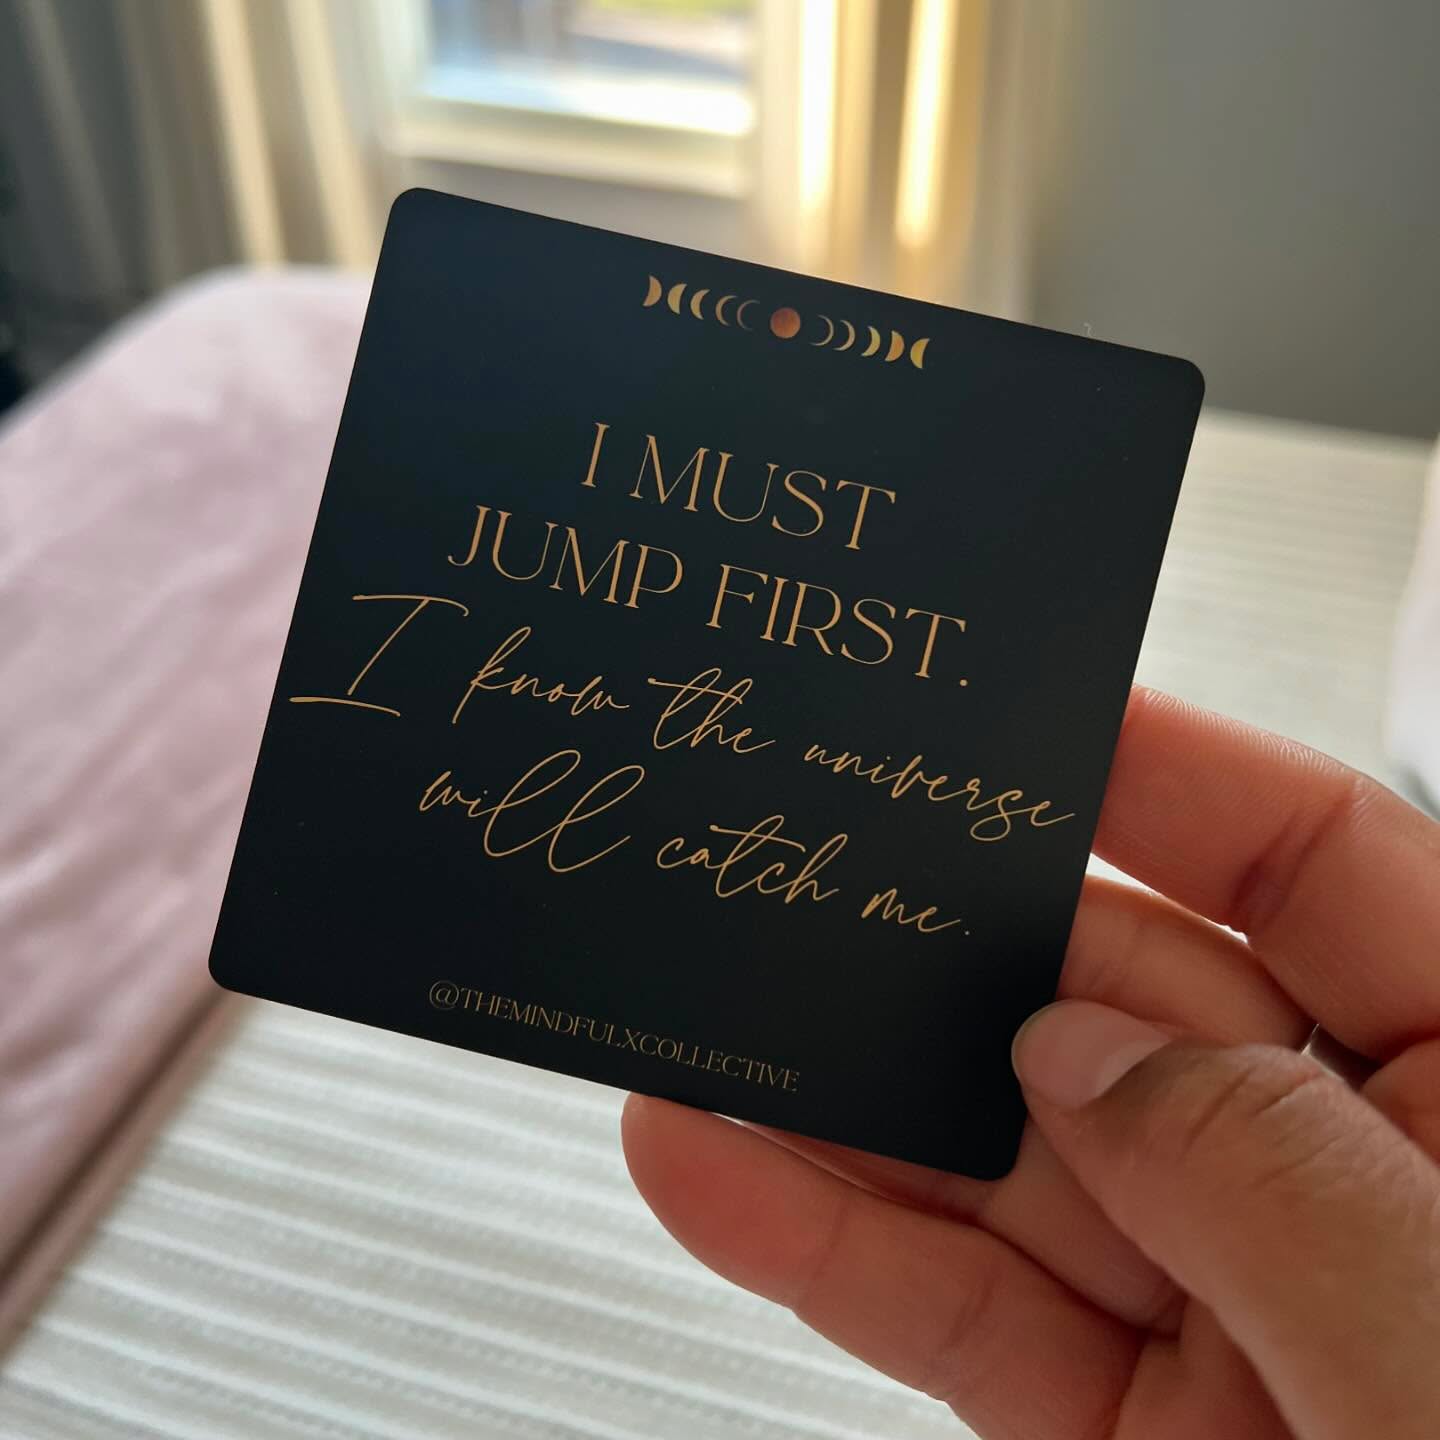 I MUST
JUMP FIRST.
I know the universe
will catch me.
@THEMINDFULXCOLLECTIVE